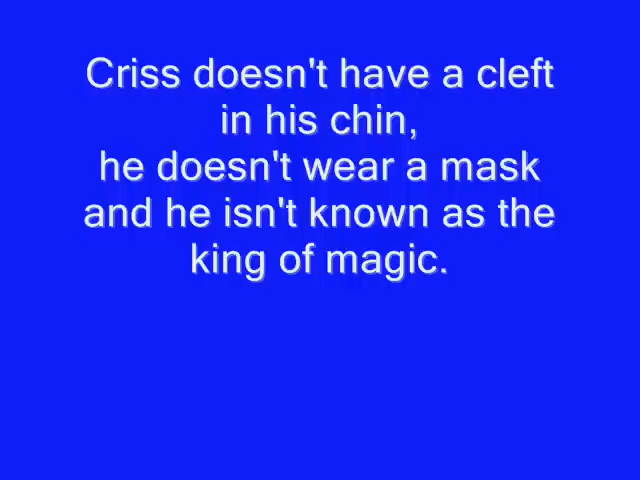 Criss doesn't have a cleft
in his chin,
he doesn't wear a mask
and he isn't known as the
king of magic.